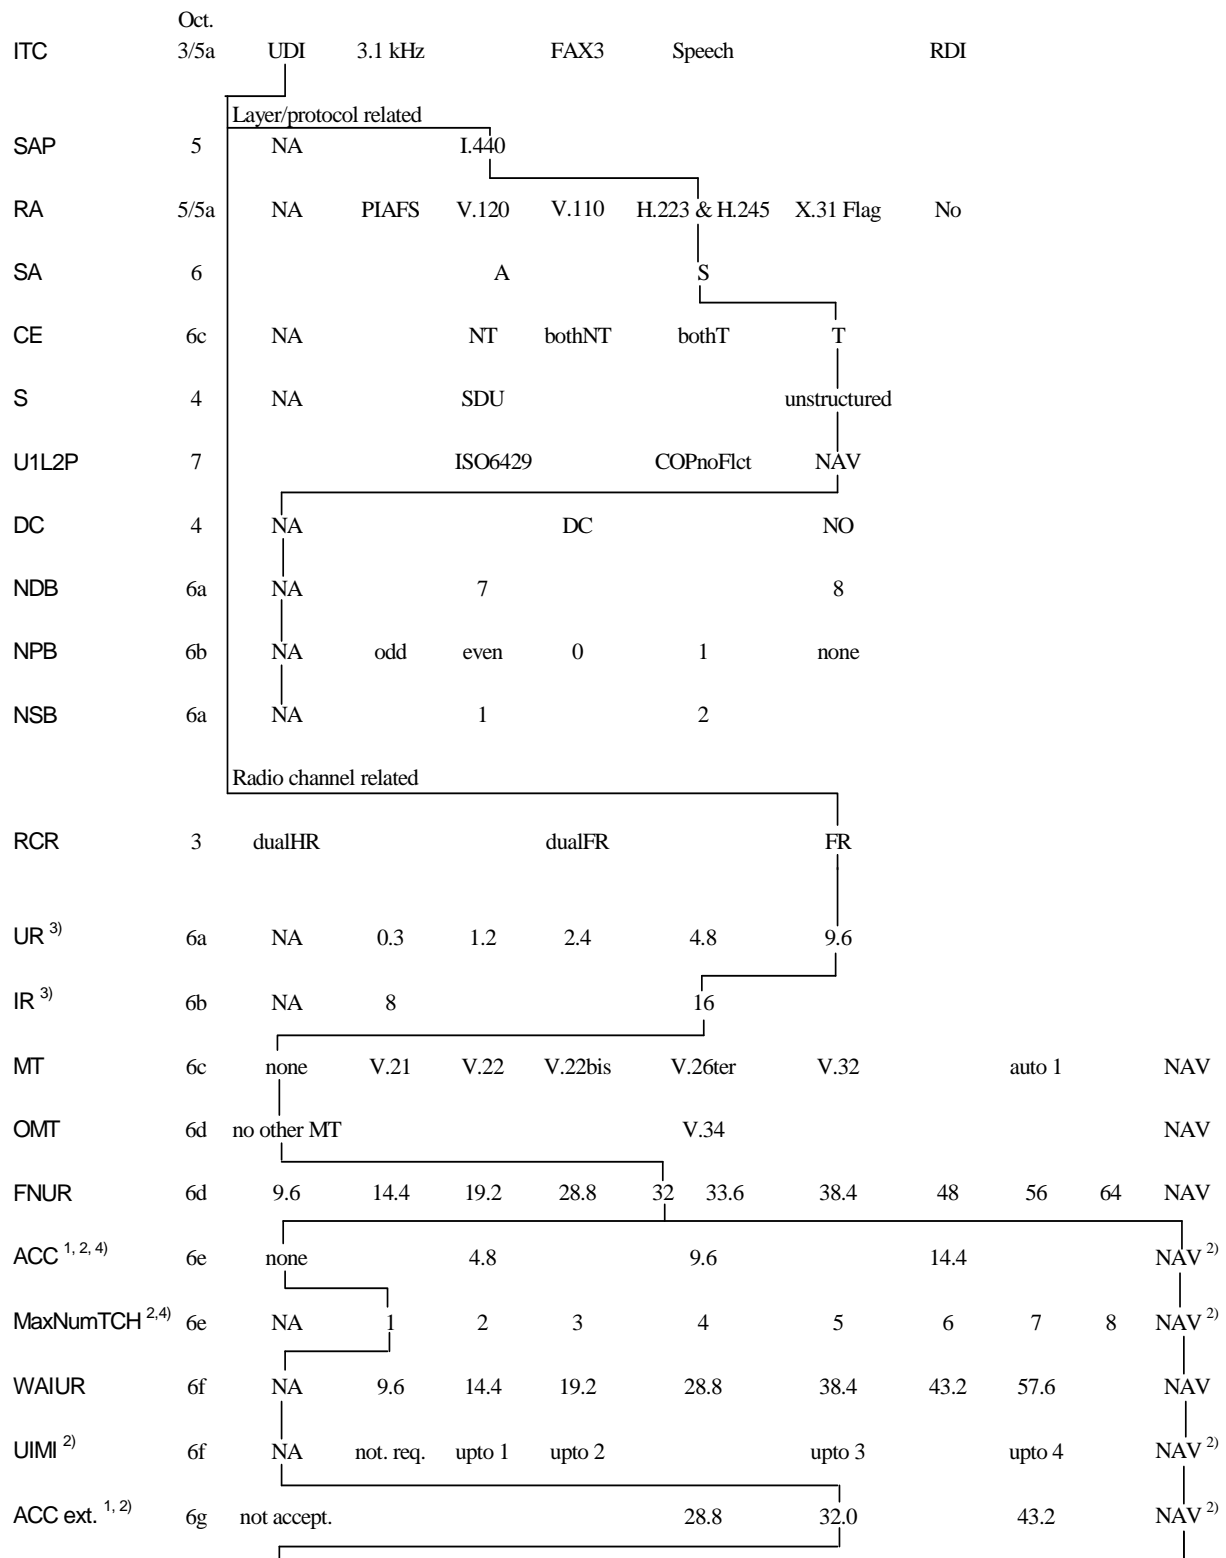 Oct.
ITC 3/5a UDI 3.1 kHz FAX3 Speech RDI
Layer/protocol related
SAP 5 NA I.440
RA 5/5a NA PIAFS V.120 V.110 H.223 & H.245 X.31 Flag No
SA 6 A S
CE 6c NA NT bothNT bothT T
S 4 NA SDU unstructured
U1L2P 7 ISO6429 COPnoFlct NAV
DC 4 NA DC NO
NDB 6a NA 7 8
NPB 6b NA odd even 0 1 none
NSB 6a NA 1 2
Radio channel related
RCR 3 dualHR dualFR FR
UR 3) 6a NA 0.3 1.2 2.4 4.8 9.6
IR 3) 6b NA 8 16
MT 6c none V.21 V.22 V.22bis V.26ter V.32 auto 1 NAV
OMT 6d no other MT V.34 NAV
FNUR 6d 9.6 14.4 19.2 28.8 32 33.6 38.4 48 56 64 NAV
ACC 1, 2, 4) 6e none 4.8 9.6 14.4 NAV 2)
MaxNumTCH 2,4) 6e NA 1 2 3 4 5 6 7 8 NAV 2)
WAIUR 6f NA 9.6 14.4 19.2 28.8 38.4 43.2 57.6 NAV
UIMI 2) 6f NA not. req. upto 1 upto 2 upto 3 upto 4 NAV 2)
ACC ext. 1, 2) 6g not accept. 28.8 32.0 43.2 NAV 2)